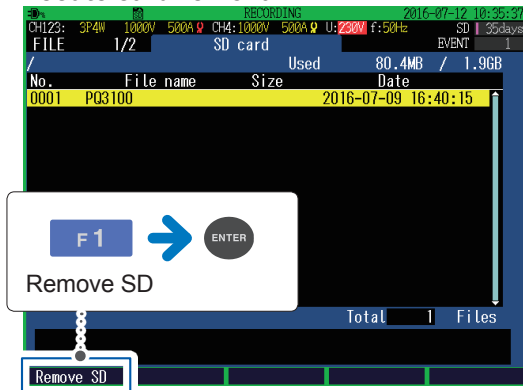 RECORDING 2016-07-12 10:35:37
CH123: 3P4W 1000V 500A CH4:1000V 500A U:230V f:50Hz SD 35days
FILE 1/2 SD card EVENT 1
/ Used 80.4MB / 1.9GB
No. File name Size Date
0001 PQ3100 2016-07-09 16:40:15
F1 ENTER
Remove SD
Total 1 Files
Remove SD